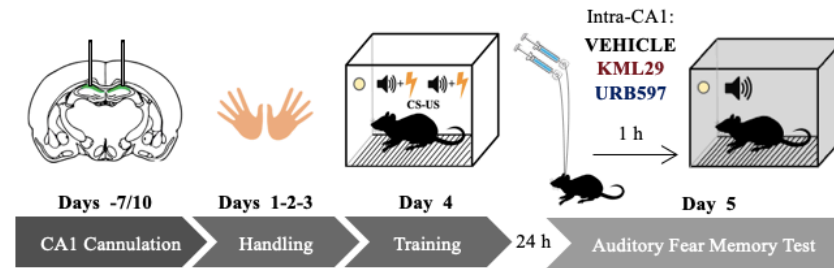 Intra-CA1:
VEHICLE
KML29
URB597
+ +
CS-US
1 h
Days -7/10 Days 1-2-3 Day 4 Day 5
CA1 Cannulation Handling Training 24 h Auditory Fear Memory Test